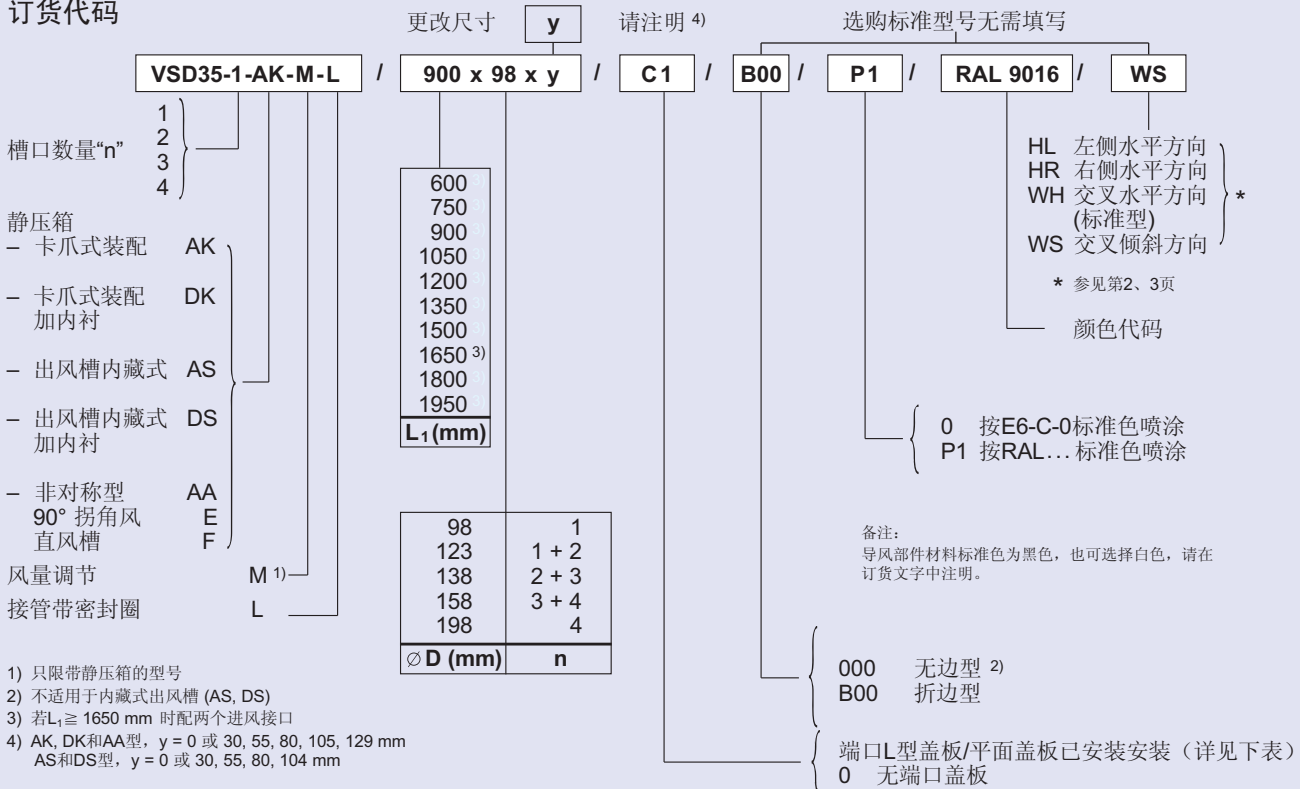 订货代码
更改尺寸 y 请注明 4)
选购标准型号无需填写
VSD35-1-AK-M-L / 900 x 98 x y / C1 / B00 / P1 / RAL 9016 / WS
槽口数量“n”
1
2
3
4
静压箱
– 卡爪式装配 AK
– 卡爪式装配 DK
加内衬
– 出风槽内藏式 AS
– 出风槽内藏式 DS
加内衬
– 非对称型 AA
90° 拐角风 E
直风槽 F
风量调节 M 1)
接管带密封圈 L
1) 只限带静压箱的型号
2) 不适用于内藏式出风槽 (AS, DS)
3) 若L₁≧ 1650 mm 时配两个进风接口
4) AK, DK和AA型，y = 0 或 30, 55, 80, 105, 129 mm
AS和DS型，y = 0 或 30, 55, 80, 104 mm
600 3)
750 3)
900 3)
1050 3)
1200 3)
1350 3)
1500 3)
1650 3)
1800 3)
1950 3)
L₁(mm)
98 1
123 1 + 2
138 2 + 3
158 3 + 4
198 4
∅D (mm) n
HL 左侧水平方向
HR 右侧水平方向
WH 交叉水平方向
(标准型)
WS 交叉倾斜方向
*
* 参见第2、3页
颜色代码
0 按E6-C-0标准色喷涂
P1 按RAL... 标准色喷涂
备注：
导风部件材料标准色为黑色，也可选择白色，请在
订货文字中注明。
000 无边型 2)
B00 折边型
端口L型盖板/平面盖板已安装安装（详见下表）
0 无端口盖板